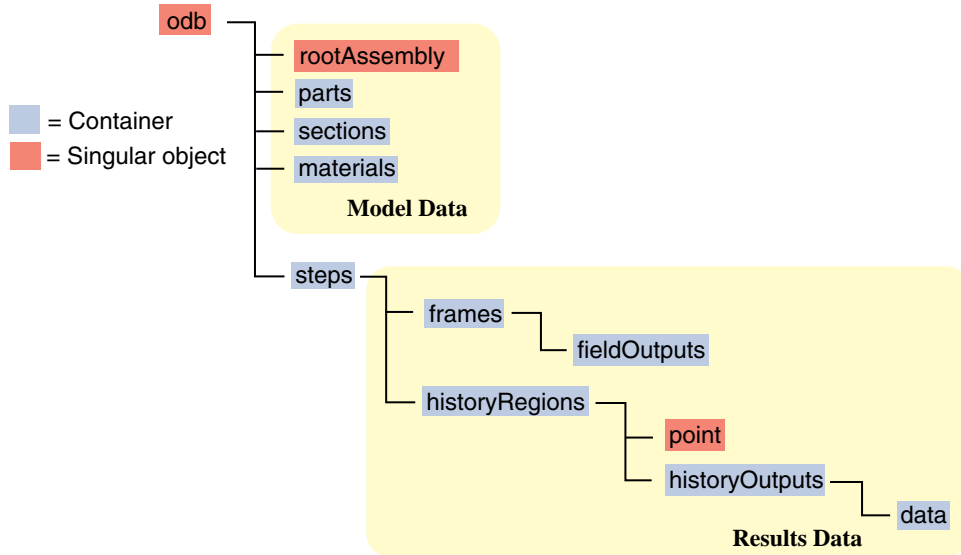 odb
rootAssembly
parts
sections
materials
Model Data
= Container
= Singular object
steps
frames
fieldOutputs
historyRegions
point
historyOutputs
data
Results Data